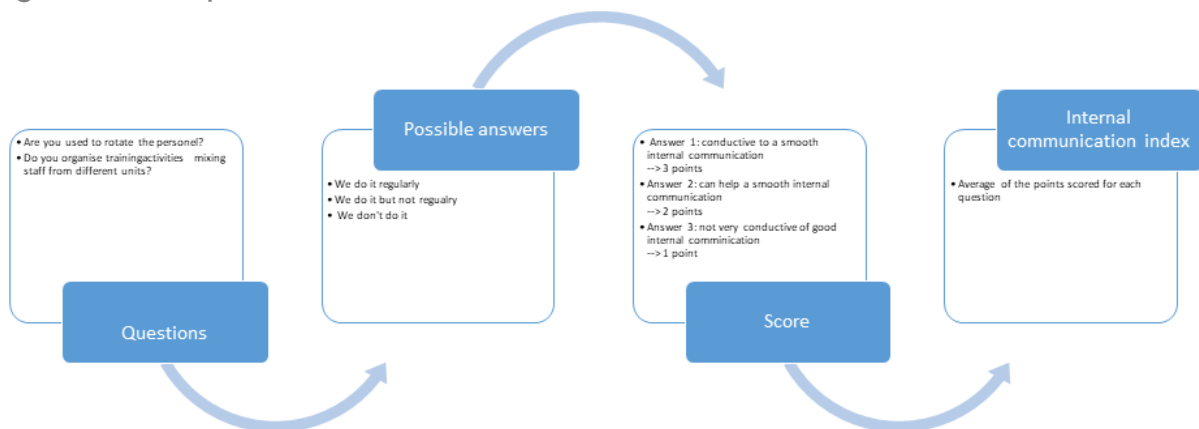 Questions
• Are you used to rotate the personel?
• Do you organise trainingactivities mixing
staff from different units?
Possible answers
• We do it regularly
• We do it but not regualry
• We don't do it
• Answer 1: conductive to a smooth
internal communication
--> 3 points
• Answer 2: can help a smooth internal
communication
--> 2 points
• Answer 3: not very conductive of good
internal comminication
--> 1 point
Score
Internal
communication index
• Average of the points scored for each
question